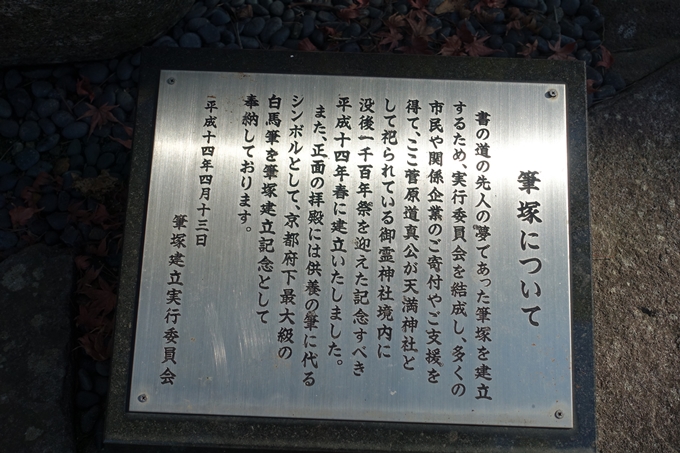 筆塚について
書の道の先人の夢であった筆塚を建立
するため、実行委員会を結成し、多くの
市民や関係企業のご寄付やご支援を
得て、ここ菅原道真公が天満神社と
して祀られている御霊神社境内に
没後一千百年祭を迎えた記念すべき
平成十四年春に建立いたしました。
また、正面の拝殿には供養の筆に代る
シンボルとして、京都府下最大級の
白馬筆を筆塚建立記念として
奉納しております。
平成十四年四月十三日
筆塚建立実行委員会